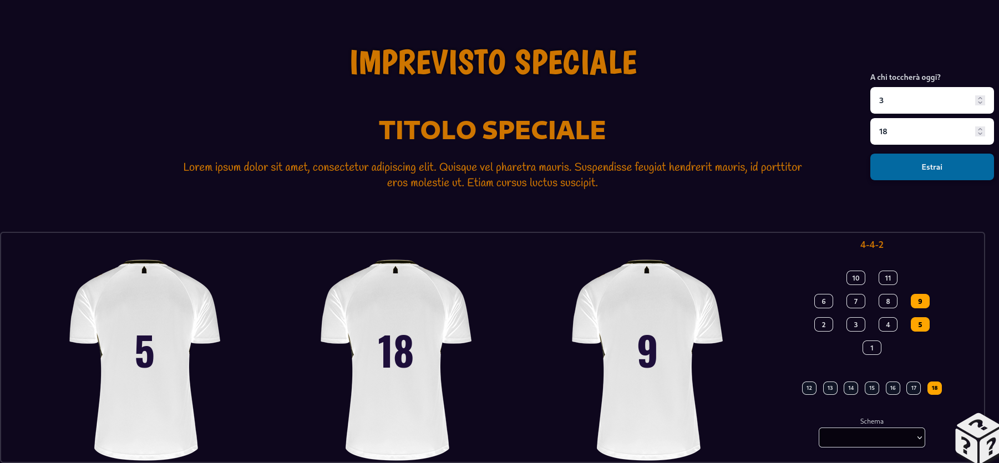 IMPREVISTO SPECIALE
A chi toccherà oggi?
3
18
Estrai
TITOLO SPECIALE
Lorem ipsum dolor sit amet, consectetur adipiscing elit. Quisque vel pharetra mauris. Suspendisse feugiat hendrerit mauris, id porttitor
eros molestie ut. Etiam cursus luctus suscipit.
5
18
9
4-4-2
10 11
6 7 8 9
2 3 4 5
1
12 13 14 15 16 17 18
Schema
? ? ?